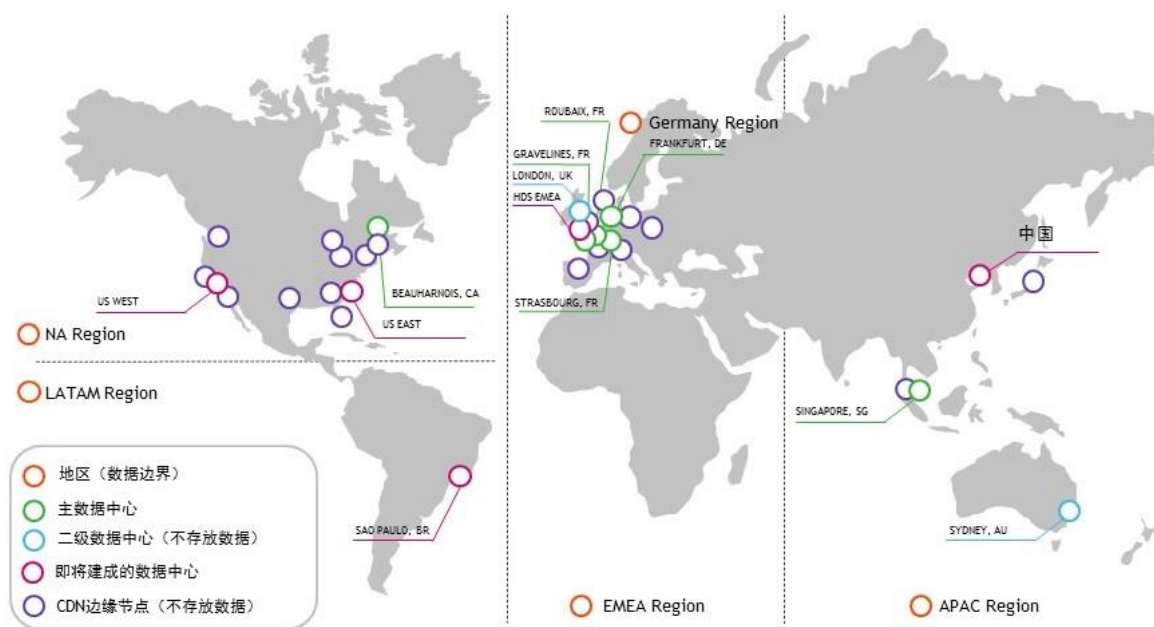 ROUBAIX, FR
Germany Region
FRANKFURT, DE
GRAVELINES, FR
LONDON, UK
HDS EMEA
中国
US WEST
BEAUHARNOIS, CA
STRASBOURG, FR
US EAST
NA Region
LATAM Region
SINGAPORE, SG
地区（数据边界）
主数据中心
二级数据中心（不存放数据）
即将建成的数据中心
CDN边缘节点（不存放数据）
SAO PAULO, BR
SYDNEY, AU
EMEA Region
APAC Region